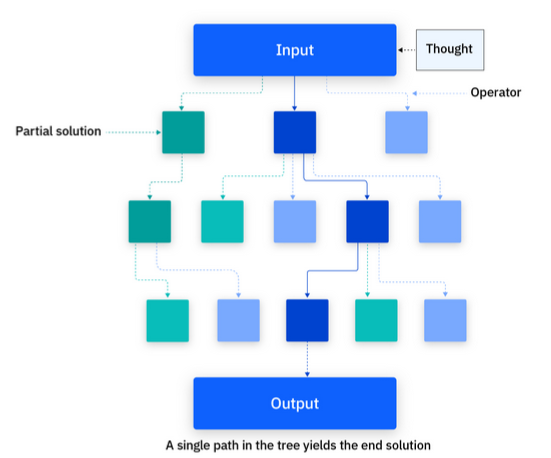 Input
Thought
Operator
Partial solution
Output
A single path in the tree yields the end solution